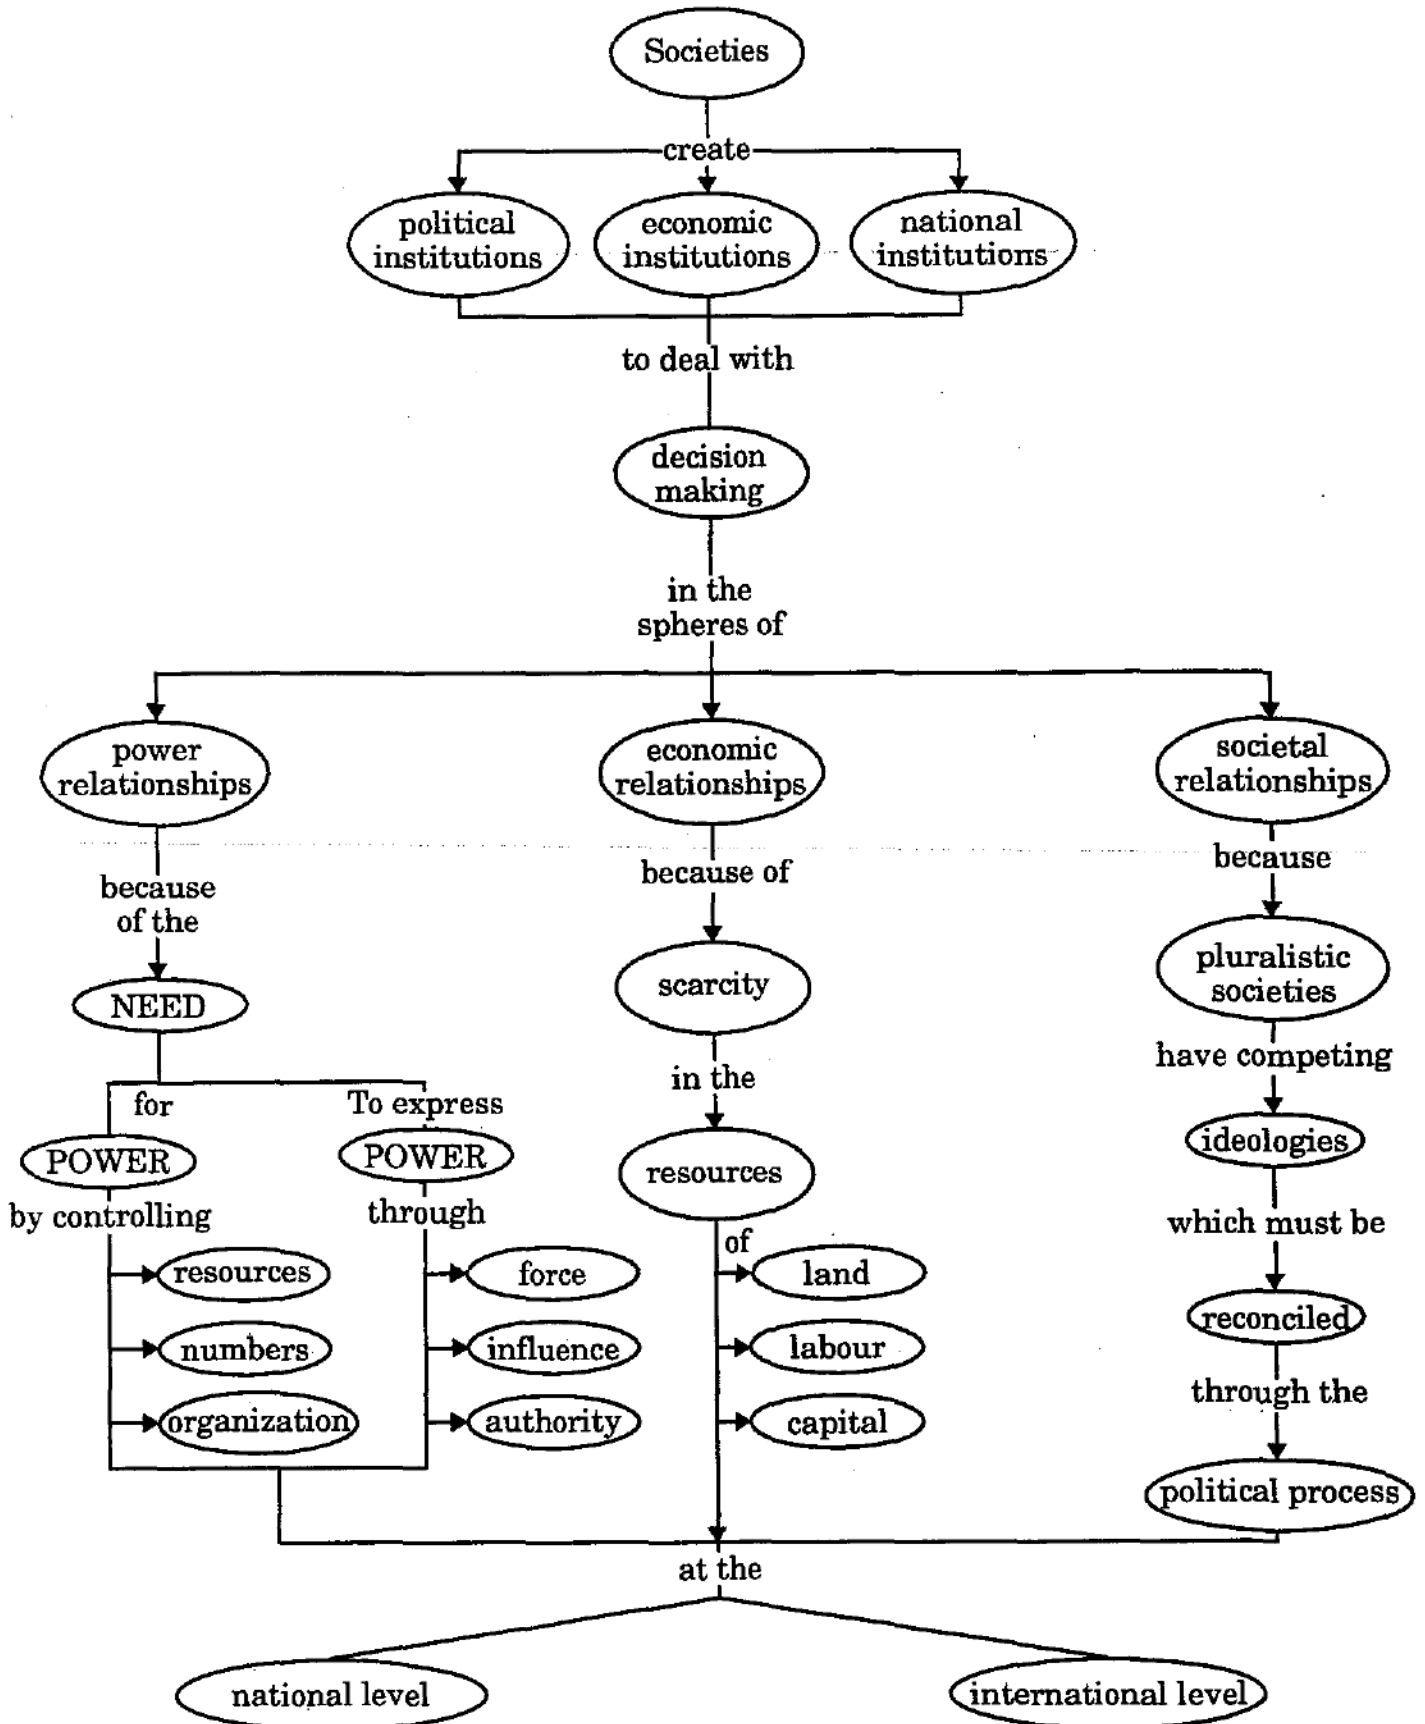 Societies
create
political
institutions
economic
institutions
national
institutions
to deal with
decision
making
in the
spheres of
power
relationships
economic
relationships
societal
relationships
because
of the
because of
because
NEED
scarcity
pluralistic
societies
for
To express
in the
have competing
POWER
POWER
resources
ideologies
by controlling
through
of
which must be
resources
force
land
numbers
influence
labour
reconciled
organization
authority
capital
through the
political process
at the
national level
international level